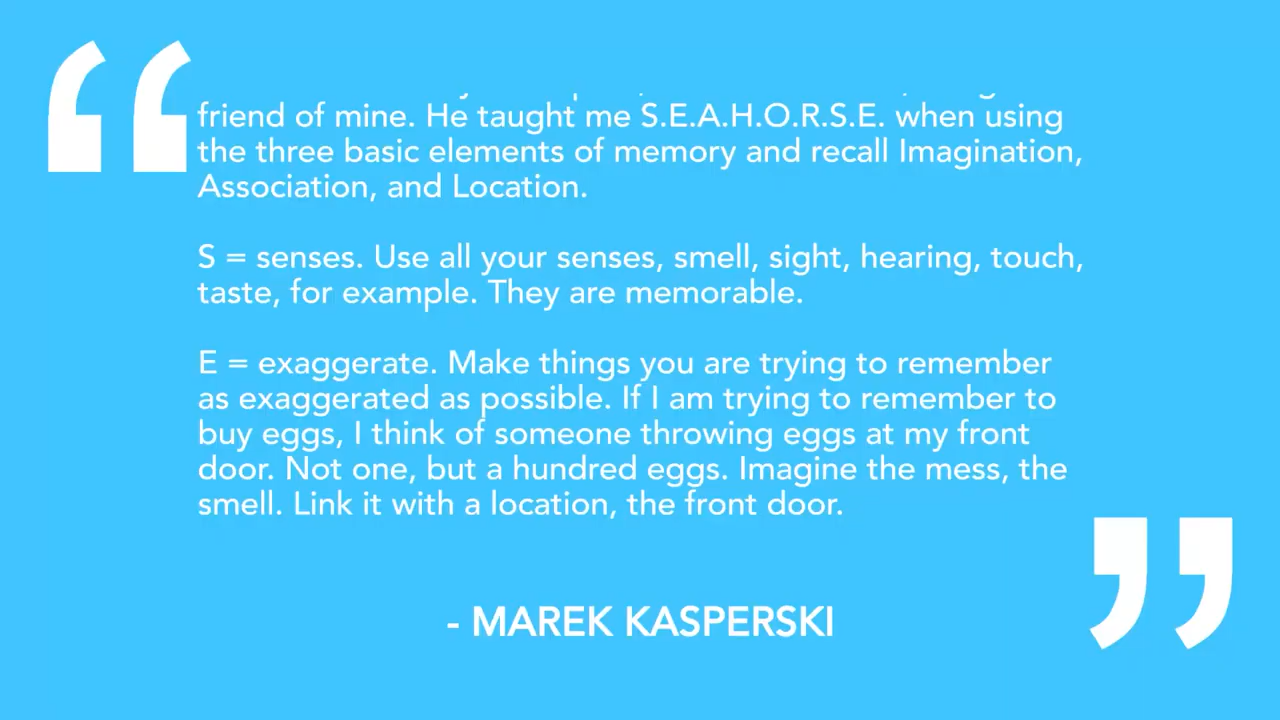 friend of mine. He taught me S.E.A.H.O.R.S.E. when using
the three basic elements of memory and recall Imagination,
Association, and Location.
S = senses. Use all your senses, smell, sight, hearing, touch,
taste, for example. They are memorable.
E = exaggerate. Make things you are trying to remember
as exaggerated as possible. If I am trying to remember to
buy eggs, I think of someone throwing eggs at my front
door. Not one, but a hundred eggs. Imagine the mess, the
smell. Link it with a location, the front door.
- MAREK KASPERSKI